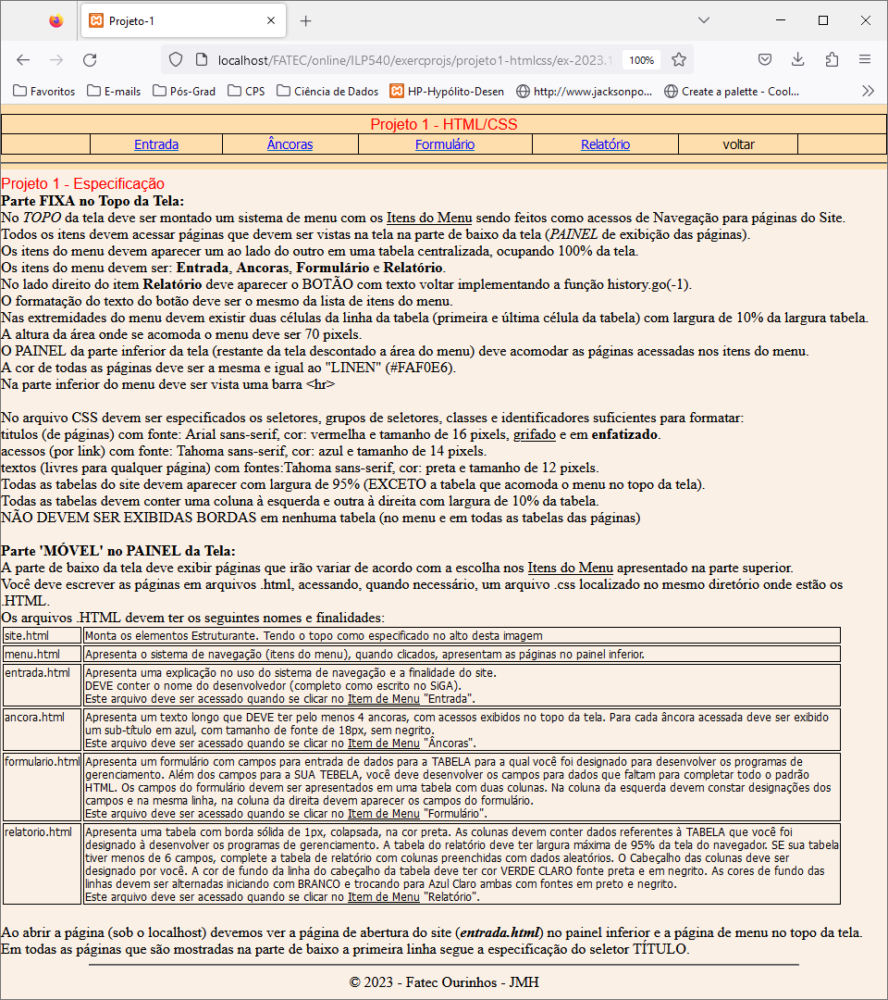 Projeto-1
localhost/FATEC/online/ILP540/exercprojs/projeto1-htmlcss/ex-2023.1 100%
Favoritos E-mails Pós-Grad CPS Ciência de Dados HP-Hypólito-Desen http://www.jacksonpo... Create a palette - Cool...
Projeto 1 - HTML/CSS
Entrada Âncoras Formulário Relatório voltar
Projeto 1 - Especificação
Parte FIXA no Topo da Tela:
No TOPO da tela deve ser montado um sistema de menu com os Itens do Menu sendo feitos como acessos de Navegação para páginas do Site.
Todos os itens devem acessar páginas que devem ser vistas na tela na parte de baixo da tela (PAINEL de exibição das páginas).
Os itens do menu devem aparecer um ao lado do outro em uma tabela centralizada, ocupando 100% da tela.
Os itens do menu devem ser: Entrada, Ancoras, Formulário e Relatório.
No lado direito do item Relatório deve aparecer o BOTÃO com texto voltar implementando a função history.go(-1).
O formatação do texto do botão deve ser o mesmo da lista de itens do menu.
Nas extremidades do menu devem existir duas células da linha da tabela (primeira e última célula da tabela) com largura de 10% da largura tabela.
A altura da área onde se acomoda o menu deve ser 70 pixels.
O PAINEL da parte inferior da tela (restante da tela descontado a área do menu) deve acomodar as páginas acessadas nos itens do menu.
A cor de todas as páginas deve ser a mesma e igual ao "LINEN" (#FAF0E6).
Na parte inferior do menu deve ser vista uma barra <hr>
No arquivo CSS devem ser especificados os seletores, grupos de seletores, classes e identificadores suficientes para formatar:
titulos (de páginas) com fonte: Arial sans-serif, cor: vermelha e tamanho de 16 pixels, grifado e em enfatizado.
acessos (por link) com fonte: Tahoma sans-serif, cor: azul e tamanho de 14 pixels.
textos (livres para qualquer página) com fontes:Tahoma sans-serif, cor: preta e tamanho de 12 pixels.
Todas as tabelas do site devem aparecer com largura de 95% (EXCETO a tabela que acomoda o menu no topo da tela).
Todas as tabelas devem conter uma coluna à esquerda e outra à direita com largura de 10% da tabela.
NÃO DEVEM SER EXIBIDAS BORDAS em nenhuma tabela (no menu e em todas as tabelas das páginas)
Parte 'MÓVEL' no PAINEL da Tela:
A parte de baixo da tela deve exibir páginas que irão variar de acordo com a escolha nos Itens do Menu apresentado na parte superior.
Você deve escrever as páginas em arquivos .html, acessando, quando necessário, um arquivo .css localizado no mesmo diretório onde estão os
.HTML.
Os arquivos .HTML devem ter os seguintes nomes e finalidades:
site.html Monta os elementos Estruturante. Tendo o topo como especificado no alto desta imagem
menu.html Apresenta o sistema de navegação (itens do menu), quando clicados, apresentam as páginas no painel inferior.
entrada.html Apresenta uma explicação no uso do sistema de navegação e a finalidade do site.
DEVE conter o nome do desenvolvedor (completo como escrito no SiGA).
Este arquivo deve ser acessado quando se clicar no Item de Menu "Entrada".
ancora.html Apresenta um texto longo que DEVE ter pelo menos 4 ancoras, com acessos exibidos no topo da tela. Para cada âncora acessada deve ser exibido
um sub-título em azul, com tamanho de fonte de 18px, sem negrito.
Este arquivo deve ser acessado quando se clicar no Item de Menu "Âncoras".
formulario.html Apresenta um formulário com campos para entrada de dados para a TABELA para a qual você foi designado para desenvolver os programas de
gerenciamento. Além dos campos para a SUA TEBELA, você deve desenvolver os campos para dados que faltam para completar todo o padrão
HTML. Os campos do formulário devem ser apresentados em uma tabela com duas colunas. Na coluna da esquerda devem constar designações dos
campos e na mesma linha, na coluna da direita devem aparecer os campos do formulário.
Este arquivo deve ser acessado quando se clicar no Item de Menu "Formulário".
relatorio.html Apresenta uma tabela com borda sólida de 1px, colapsada, na cor preta. As colunas devem conter dados referentes à TABELA que você foi
designado à desenvolver os programas de gerenciamento. A tabela do relatório deve ter largura máxima de 95% da tela do navegador. SE sua tabela
tiver menos de 6 campos, complete a tabela de relatório com colunas preenchidas com dados aleatórios. O Cabeçalho das colunas deve ser
designado por você. A cor de fundo da linha do cabeçalho da tabela deve ter cor VERDE CLARO fonte preta e em negrito. As cores de fundo das
linhas devem ser alternadas iniciando com BRANCO e trocando para Azul Claro ambas com fontes em preto e negrito.
Este arquivo deve ser acessado quando se clicar no Item de Menu "Relatório".
Ao abrir a página (sob o localhost) devemos ver a página de abertura do site (entrada.html) no painel inferior e a página de menu no topo da tela.
Em todas as páginas que são mostradas na parte de baixo a primeira linha segue a especificação do seletor TÍTULO.
© 2023 - Fatec Ourinhos - JMH